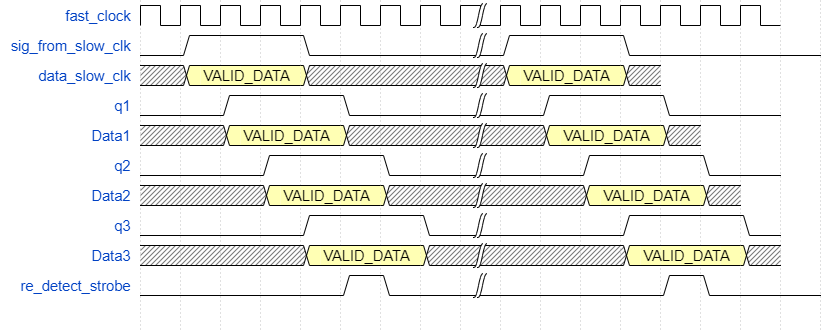 fast_clock
sig_from_slow_clk
data_slow_clk VALID_DATA VALID_DATA
q1
Data1 VALID_DATA VALID_DATA
q2
Data2 VALID_DATA VALID_DATA
q3
Data3 VALID_DATA VALID_DATA
re_detect_strobe